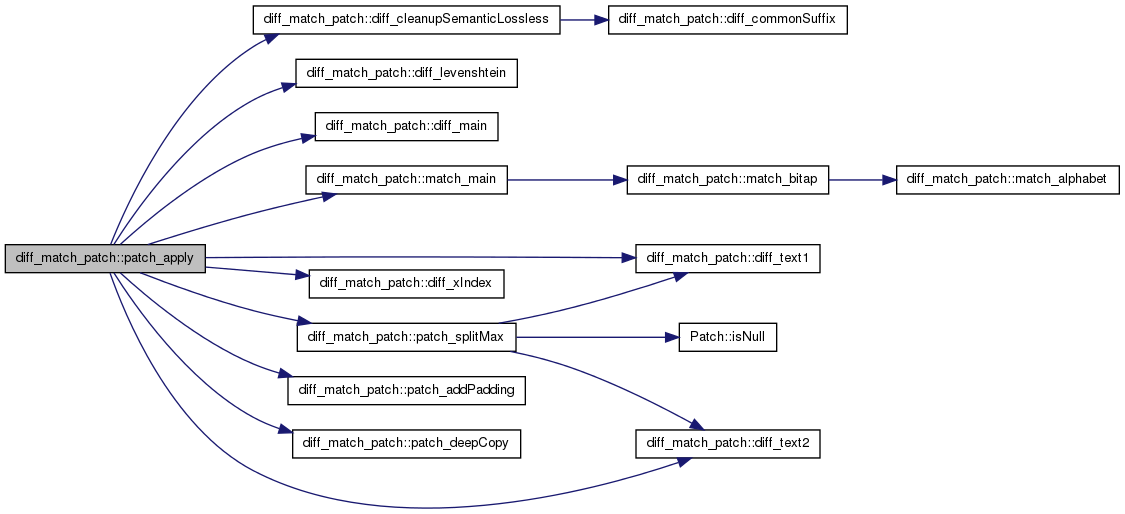 diff_match_patch::diff_cleanupSemanticLossless
diff_match_patch::diff_commonSuffix
diff_match_patch::diff_levenshtein
diff_match_patch::diff_main
diff_match_patch::match_main
diff_match_patch::match_bitap
diff_match_patch::match_alphabet
diff_match_patch::patch_apply
diff_match_patch::diff_text1
diff_match_patch::diff_xIndex
diff_match_patch::patch_splitMax
Patch::isNull
diff_match_patch::patch_addPadding
diff_match_patch::patch_deepCopy
diff_match_patch::diff_text2